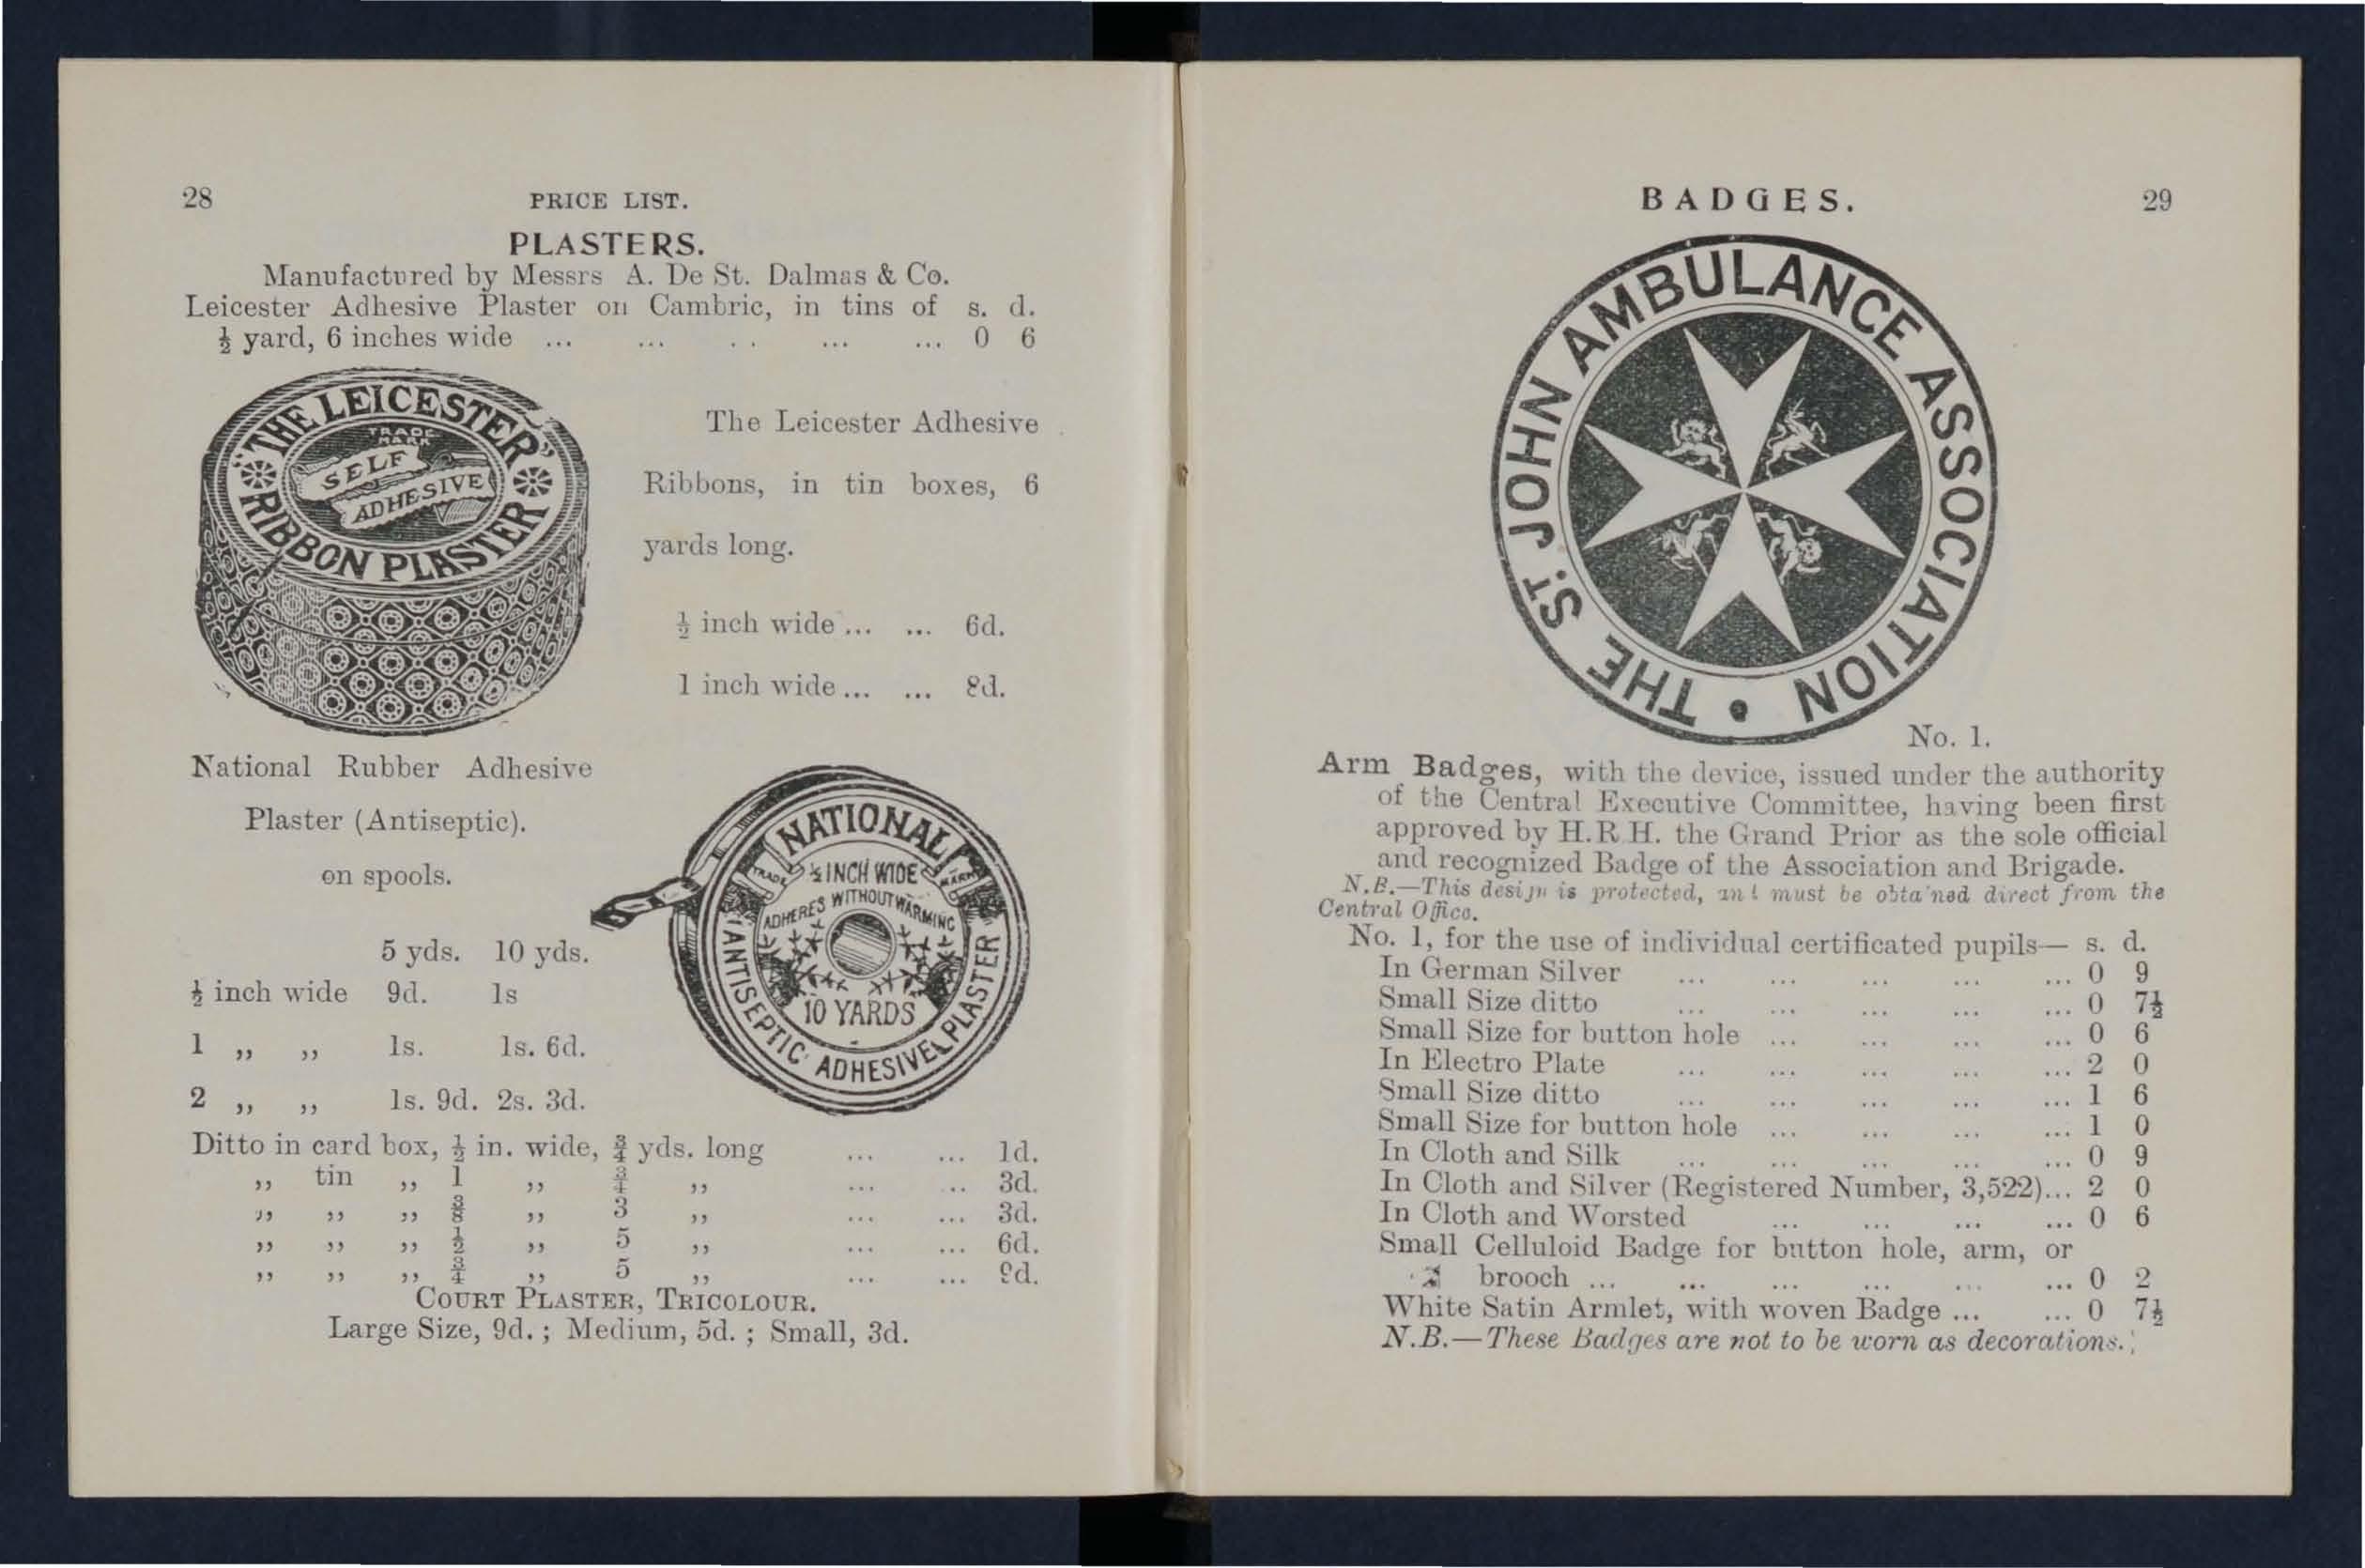 28 PRICE LIST.
PLASTERS.
Manufactured by Messrs A. De St. Dalmas & Co.
Leicester Adhesive Plaster on Cambric, in tins of s. d.
½ yard, 6 inches wide ... ... . . ... ... 0 6
"THE LEICESTER"
TRADE
MARK
SELF
ADHESIVE
RIBBON PLASTER
The Leicester Adhesive
Ribbons, in tin boxes, 6
yards long.
½ inch wide ... ... 6d.
1 inch wide ... ... 8d.
National Rubber Adhesive
Plaster (Antiseptic).
on spools.
5 yds. 10 yds.
½ inch wide 9d. 1s
1 ,, ,, 1s. 1s. 6d.
2 ,, ,, 1s. 9d. 2s. 3d.
NATIONAL
TRADE MARK
½ INCH WIDE
ADHERES WITHOUT WARMING
10 YARDS
ANTISEPTIC ADHESIVE PLASTER
Ditto in card box, ½ in. wide, ¾ yds. long ... ... 1d.
,, tin ,, 1 ,, ¾ ,, ... .. 3d.
,, ,, ,, ⅜ ,, 3 ,, ... ... 3d.
,, ,, ,, ½ ,, 5 ,, ... ... 6d.
,, ,, ,, ¾ ,, 5 ,, ... ... 9d.
COURT PLASTER, TRICOLOUR.
Large Size, 9d. ; Medium, 5d. ; Small, 3d.
BADGES. 29
THE ST. JOHN AMBULANCE ASSOCIATION
No. 1.
Arm Badges, with the device, issued under the authority
of the Central Executive Committee, having been first
approved by H.R.H. the Grand Prior as the sole official
and recognized Badge of the Association and Brigade.
N.B.—This design is protected, and must be obtained direct from the
Central Office.
No. 1, for the use of individual certificated pupils— s. d.
In German Silver ... ... ... ... ... 0 9
Small Size ditto ... ... ... ... ... 0 7½
Small Size for button hole ... ... ... ... 0 6
In Electro Plate ... ... ... ... ... 2 0
Small Size ditto ... ... ... ... ... 1 6
Small Size for button hole ... ... ... ... 1 0
In Cloth and Silk ... ... ... ... ... 0 9
In Cloth and Silver (Registered Number, 3,522)... 2 0
In Cloth and Worsted ... ... ... ... 0 6
Small Celluloid Badge for button hole, arm, or
brooch ... ... ... ... ... ... 0 2
White Satin Armlet, with woven Badge ... ... 0 7½
N.B.—These Badges are not to be worn as decorations.